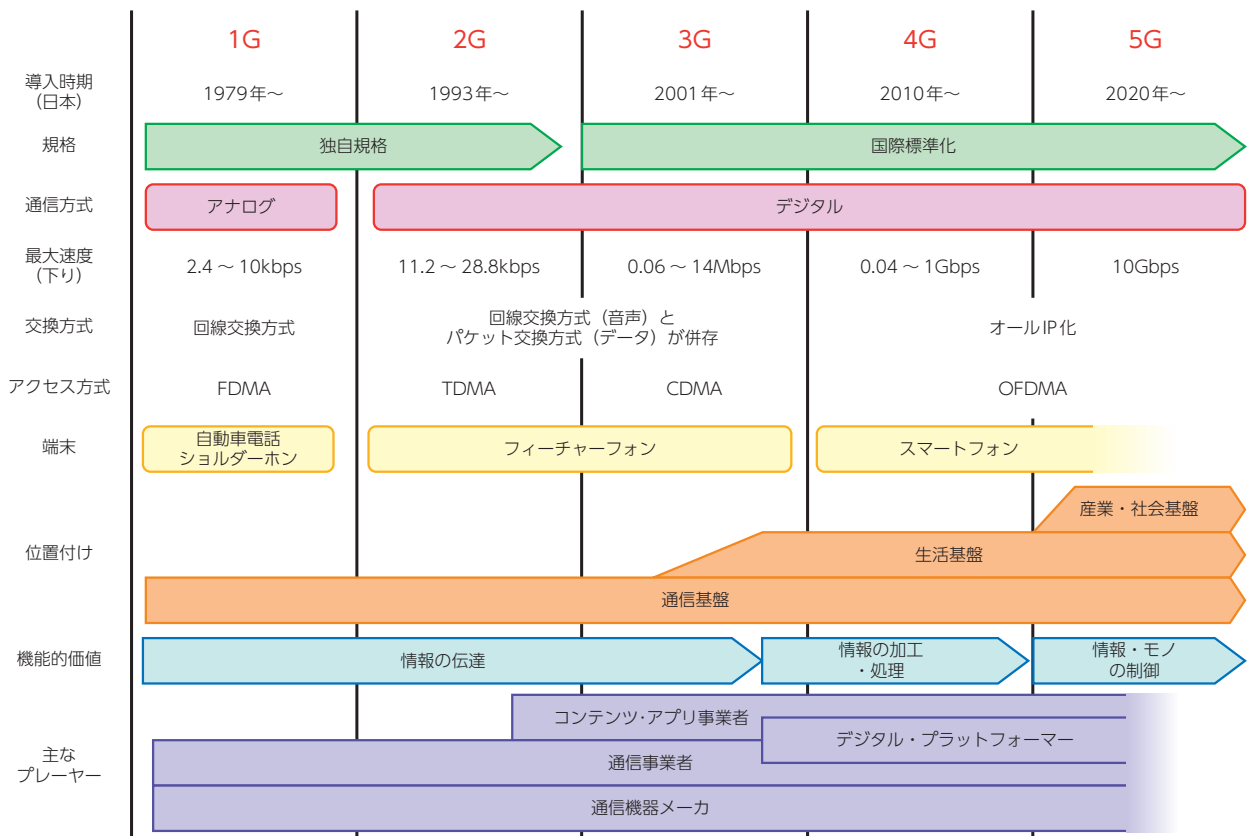 1G 2G 3G 4G 5G
導入時期
(日本)
1979年～ 1993年～ 2001年～ 2010年～ 2020年～
規格 独自規格 国際標準化
通信方式 アナログ デジタル
最大速度
(下り)
2.4～10kbps 11.2～28.8kbps 0.06～14Mbps 0.04～1Gbps 10Gbps
交換方式 回線交換方式
回線交換方式（音声）と
パケット交換方式（データ）が併存
オールIP化
アクセス方式 FDMA TDMA CDMA OFDMA
端末
自動車電話
ショルダーホン
フィーチャーフォン スマートフォン
位置付け
産業・社会基盤
生活基盤
通信基盤
機能的価値 情報の伝達
情報の加工
・処理
情報・モノ
の制御
主な
プレーヤー
コンテンツ・アプリ事業者
デジタル・プラットフォーマー
通信事業者
通信機器メーカ